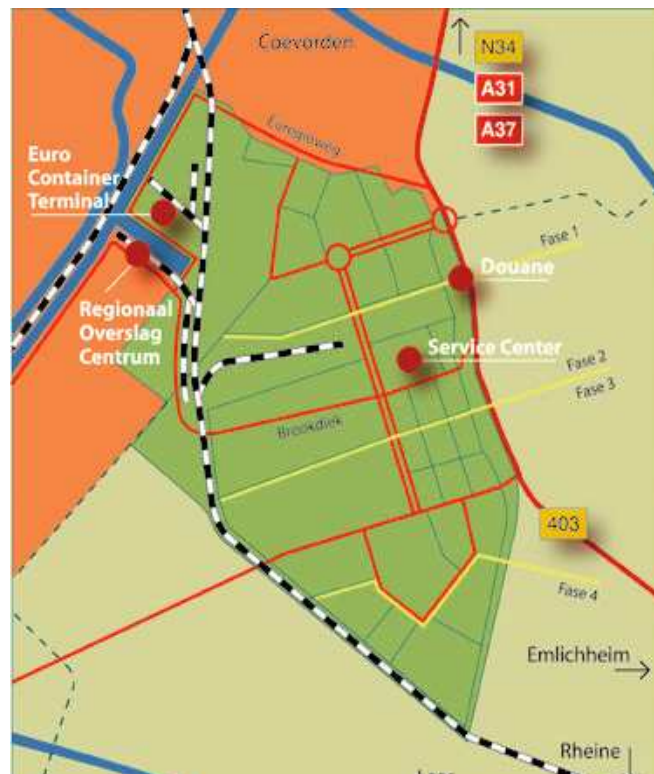 Coevorden
N34
A31
A37
Europaweg
Euro
Container
Terminal
Fase 1
Douane
Regionaal
Overslag
Centrum
Service Center
Fase 2
Fase 3
Brookdiek
403
Fase 4
Emlichheim
Rheine